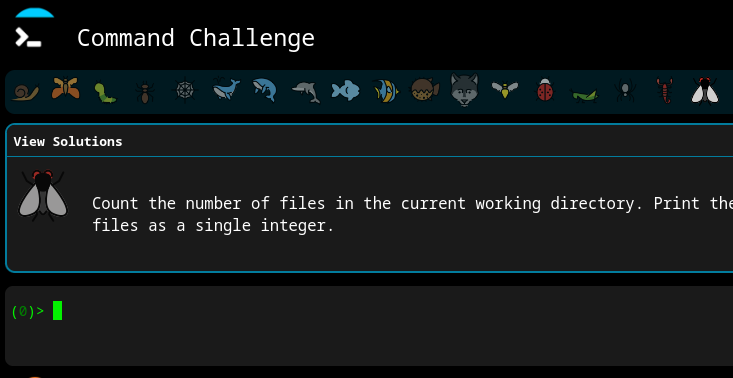 Command Challenge
View Solutions
Count the number of files in the current working directory. Print the
files as a single integer.
(0)>